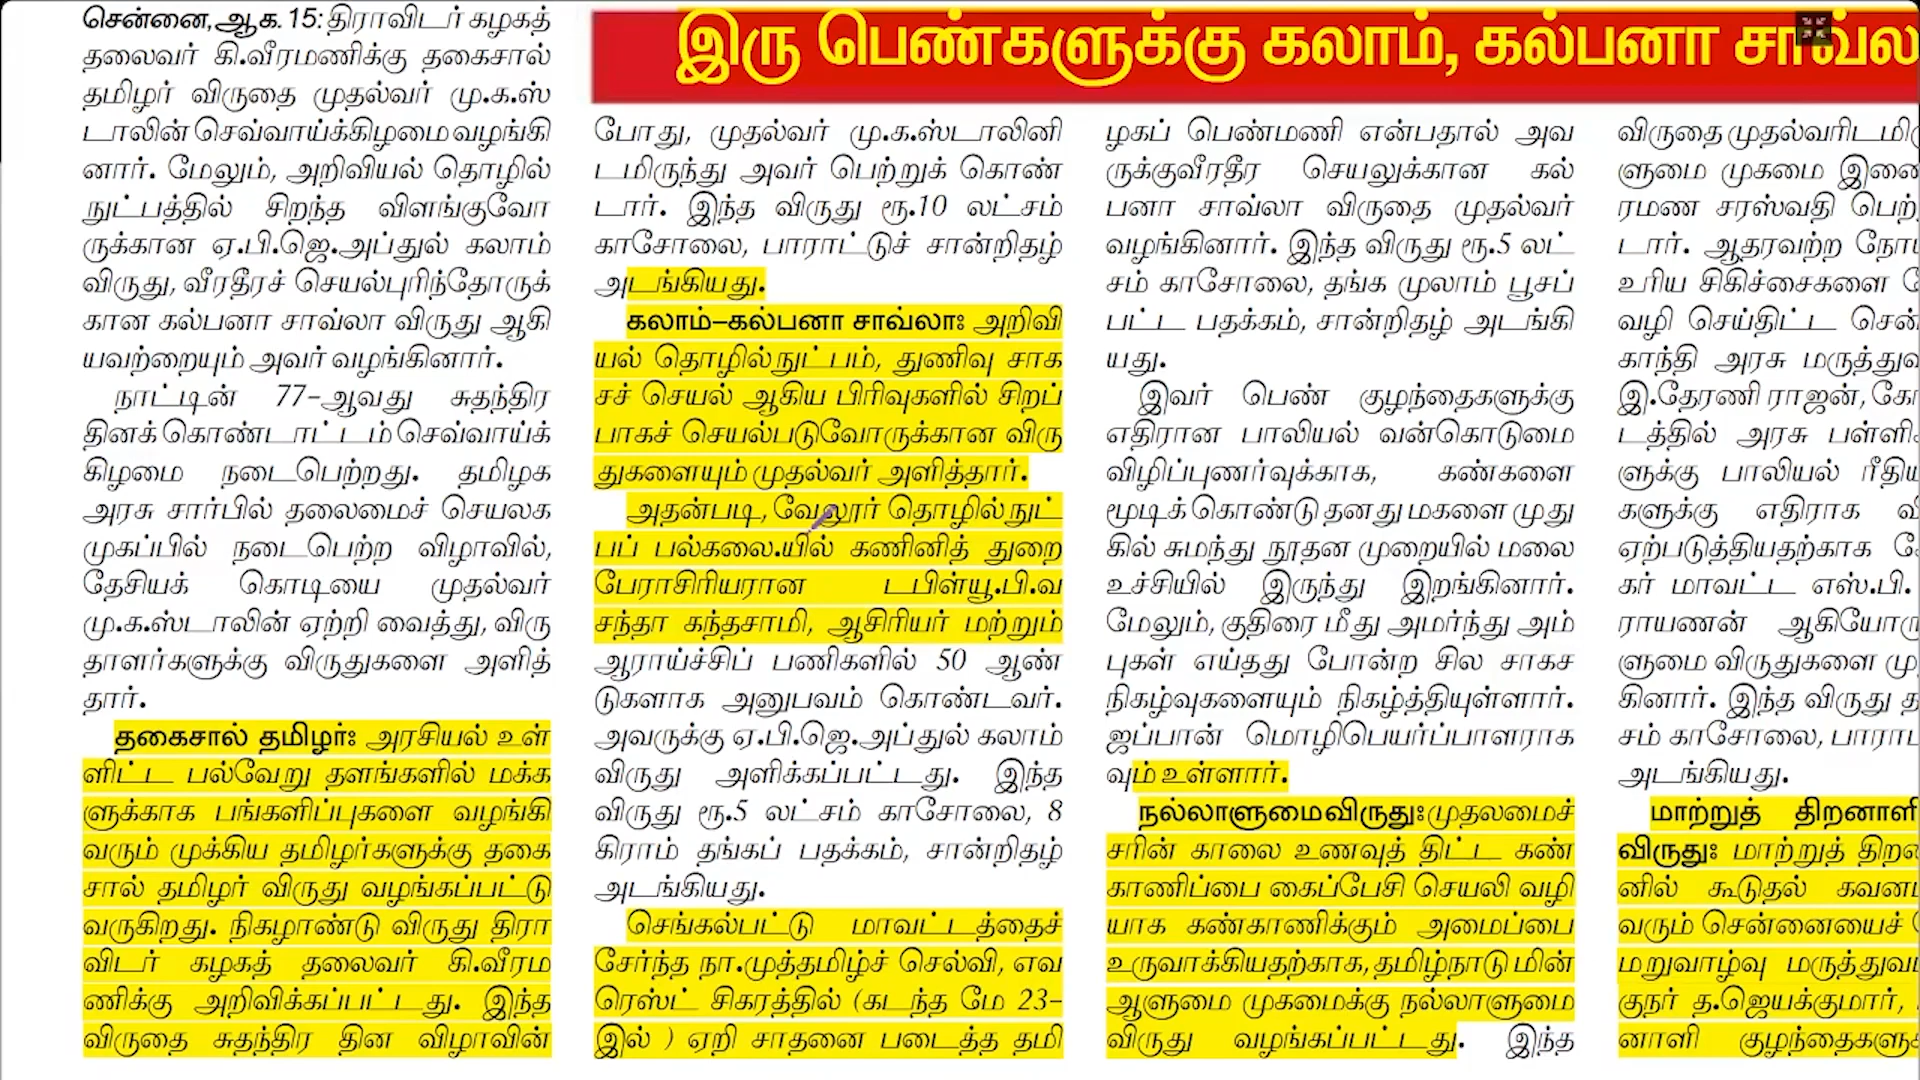 இரு பெண்களுக்கு கலாம், கல்பனா சாவ்ல
சென்னை,ஆக. 15: திராவிடர் கழகத்
தலைவர் கி.வீரமணிக்கு தகைசால்
தமிழர் விருதை முதல்வர் மு.க.ஸ்
டாலின் செவ்வாய்க்கிழமை வழங்கி
னார். மேலும், அறிவியல் தொழில்
நுட்பத்தில் சிறந்த விளங்குவோ
ருக்கான ஏ.பி.ஜெ.அப்துல் கலாம்
விருது, வீரதீரச் செயல்புரிந்தோருக்
கான கல்பனா சாவ்லா விருது ஆகி
யவற்றையும் அவர் வழங்கினார்.
நாட்டின் 77-ஆவது சுதந்திர
தினக் கொண்டாட்டம் செவ்வாய்க்
கிழமை நடைபெற்றது. தமிழக
அரசு சார்பில் தலைமைச் செயலக
முகப்பில் நடைபெற்ற விழாவில்,
தேசியக் கொடியை முதல்வர்
மு.க.ஸ்டாலின் ஏற்றி வைத்து, விரு
தாளர்களுக்கு விருதுகளை அளித்
தார்.
தகைசால் தமிழர்: அரசியல் உள்
ளிட்ட பல்வேறு தளங்களில் மக்க
ளுக்காக பங்களிப்புகளை வழங்கி
வரும் முக்கிய தமிழர்களுக்கு தகை
சால் தமிழர் விருது வழங்கப்பட்டு
வருகிறது. நிகழாண்டு விருது திரா
விடர் கழகத் தலைவர் கி.வீரம
ணிக்கு அறிவிக்கப்பட்டது. இந்த
விருதை சுதந்திர தின விழாவின்
போது, முதல்வர் மு.க.ஸ்டாலினி
டமிருந்து அவர் பெற்றுக் கொண்
டார். இந்த விருது ரூ.10 லட்சம்
காசோலை, பாராட்டுச் சான்றிதழ்
அடங்கியது.
கலாம்-கல்பனா சாவ்லா: அறிவி
யல் தொழில்நுட்பம், துணிவு சாக
சச் செயல் ஆகிய பிரிவுகளில் சிறப்
பாகச் செயல்படுவோருக்கான விரு
துகளையும் முதல்வர் அளித்தார்.
அதன்படி, வேலூர் தொழில்நுட்
பப் பல்கலை.யில் கணினித் துறை
பேராசிரியரான டபிள்யூ.பி.வ
சந்தா கந்தசாமி, ஆசிரியர் மற்றும்
ஆராய்ச்சிப் பணிகளில் 50 ஆண்
டுகளாக அனுபவம் கொண்டவர்.
அவருக்கு ஏ.பி.ஜெ.அப்துல் கலாம்
விருது அளிக்கப்பட்டது. இந்த
விருது ரூ.5 லட்சம் காசோலை, 8
கிராம் தங்கப் பதக்கம், சான்றிதழ்
அடங்கியது.
செங்கல்பட்டு மாவட்டத்தைச்
சேர்ந்த நா.முத்தமிழ்ச் செல்வி, எவ
ரெஸ்ட் சிகரத்தில் (கடந்த மே 23-
இல் ) ஏறி சாதனை படைத்த தமி
ழகப் பெண்மணி என்பதால் அவ
ருக்குவீரதீர செயலுக்கான கல்
பனா சாவ்லா விருதை முதல்வர்
வழங்கினார். இந்த விருது ரூ.5 லட்
சம் காசோலை, தங்க முலாம் பூசப்
பட்ட பதக்கம், சான்றிதழ் அடங்கி
யது.
இவர் பெண் குழந்தைகளுக்கு
எதிரான பாலியல் வன்கொடுமை
விழிப்புணர்வுக்காக, கண்களை
மூடிக் கொண்டு தனது மகளை முது
கில் சுமந்து நூதன முறையில் மலை
உச்சியில் இருந்து இறங்கினார்.
மேலும், குதிரை மீது அமர்ந்து அம்
புகள் எய்தது போன்ற சில சாகச
நிகழ்வுகளையும் நிகழ்த்தியுள்ளார்.
ஜப்பான் மொழிபெயர்ப்பாளராக
வும் உள்ளார்.
நல்லாளுமை விருது: முதலமைச்
சரின் காலை உணவுத் திட்ட கண்
காணிப்பை கைப்பேசி செயலி வழி
யாக கண்காணிக்கும் அமைப்பை
உருவாக்கியதற்காக, தமிழ்நாடு மின்
ஆளுமை முகமைக்கு நல்லாளுமை
விருது வழங்கப்பட்டது. இந்த
விருதை முதல்வரிடமிரு
ளுமை முகமை இணை
ரமண சரஸ்வதி பெற்
டார். ஆதரவற்ற நோய
உரிய சிகிச்சைகளை
வழி செய்திட்ட சென்
காந்தி அரசு மருத்துவ
இ.தேரணி ராஜன், கோ
டத்தில் அரசு பள்ளி
ளுக்கு பாலியல் ரீதிய
களுக்கு எதிராக வி
ஏற்படுத்தியதற்காக
கர் மாவட்ட எஸ்.பி.
ராயணன் ஆகியோரு
ளுமை விருதுகளை மு
கினார். இந்த விருது த
சம் காசோலை, பாரா
அடங்கியது.
மாற்றுத் திறனாளி
விருது: மாற்றுத் திற
னில் கூடுதல் கவன
வரும் சென்னையைச்
மறுவாழ்வு மருத்துவ
குநர் த.ஜெயக்குமார்,
னாளி குழந்தைகளு